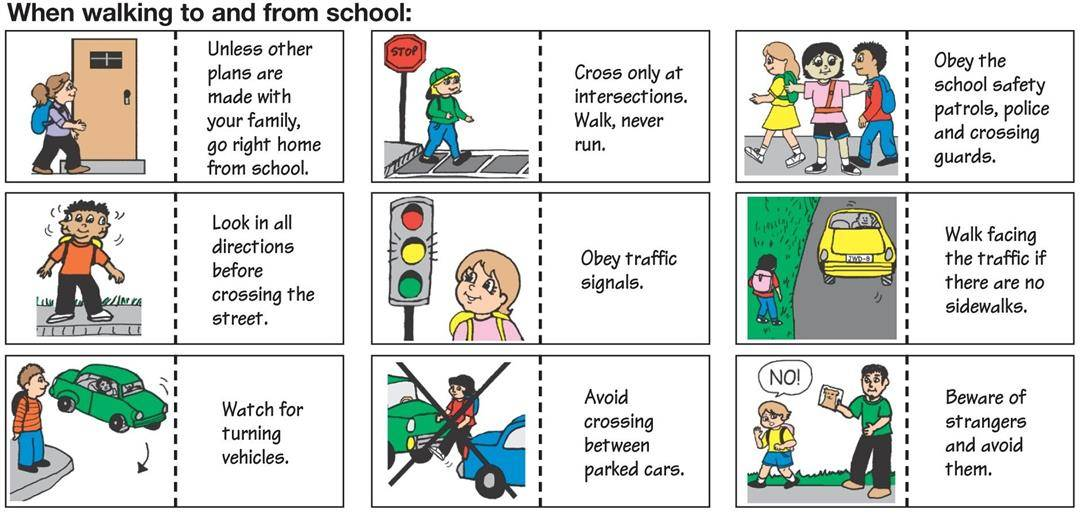 When walking to and from school:
Unless other
plans are
made with
your family,
go right home
from school.
STOP
Cross only at
intersections.
Walk, never
run.
Obey the
school safety
patrols, police
and crossing
guards.
Look in all
directions
before
crossing the
street.
Obey traffic
signals.
2WD-8
Walk facing
the traffic if
there are no
sidewalks.
Watch for
turning
vehicles.
Avoid
crossing
between
parked cars.
NO!
Beware of
strangers
and avoid
them.